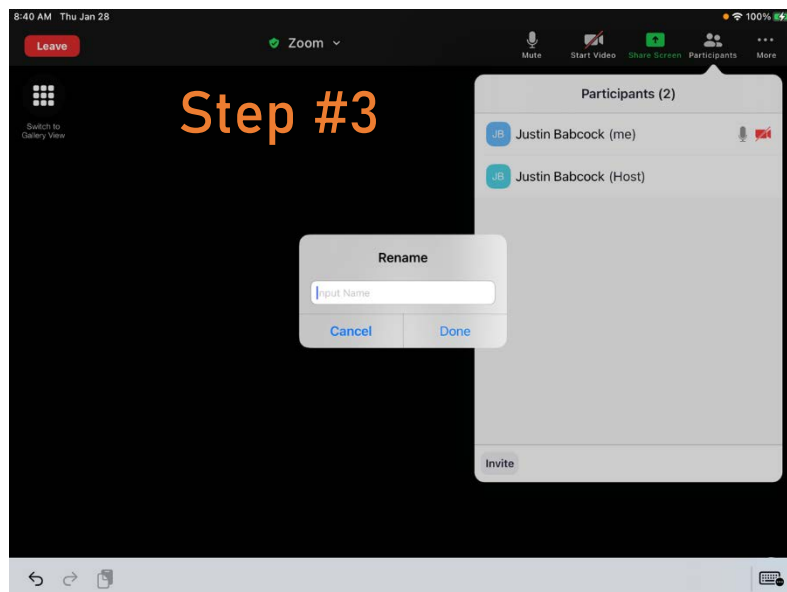 8:40 AM Thu Jan 28
100%
Leave
Zoom
Mute
Start Video
Share Screen
Participants
More
Switch to
Gallery View
Step #3
Participants (2)
JB Justin Babcock (me)
JB Justin Babcock (Host)
Rename
Input Name
Cancel
Done
Invite